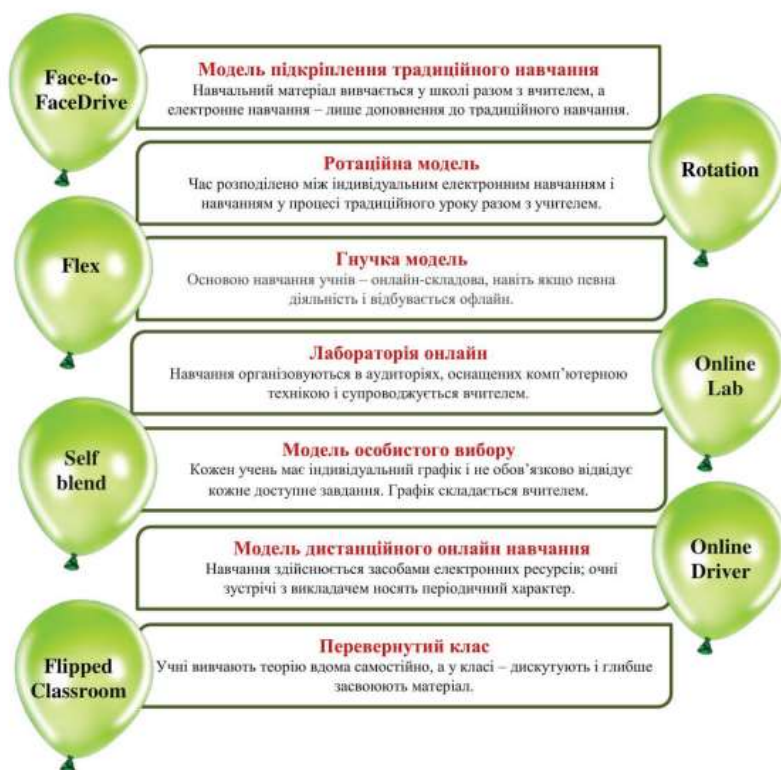 Face-to-
FaceDrive
Модель підкріплення традиційного навчання
Навчальний матеріал вивчається у школі разом з вчителем, а
електронне навчання – лише доповнення до традиційного навчання.
Ротаційна модель
Час розподілено між індивідуальним електронним навчанням і
навчанням у процесі традиційного уроку разом з учителем.
Rotation
Flex
Гнучка модель
Основою навчання учнів – онлайн-складова, навіть якщо певна
діяльність і відбувається офлайн.
Лабораторія онлайн
Навчання організовуються в аудиторіях, оснащених комп’ютерною
технікою і супроводжується вчителем.
Online
Lab
Self
blend
Модель особистого вибору
Кожен учень має індивідуальний графік і не обов’язково відвідує
кожне доступне завдання. Графік складається вчителем.
Модель дистанційного онлайн навчання
Навчання здійснюється засобами електронних ресурсів; очні
зустрічі з викладачем носять періодичний характер.
Online
Driver
Flipped
Classroom
Перевернутий клас
Учні вивчають теорію вдома самостійно, а у класі – дискутують і глибше
засвоюють матеріал.